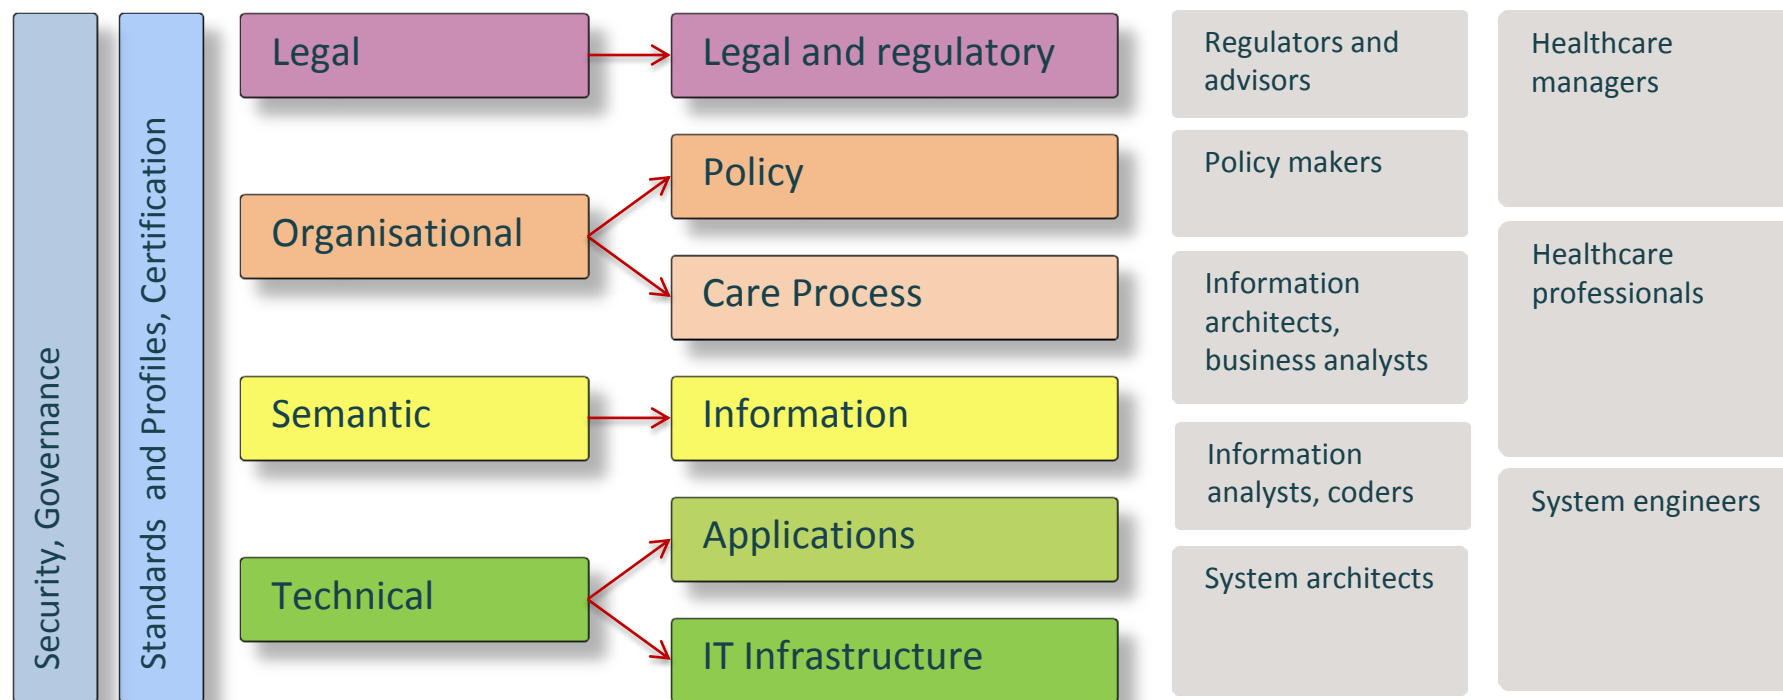 Security, Governance
Standards and Profiles, Certification
Legal
Organisational
Semantic
Technical
Legal and regulatory
Policy
Care Process
Information
Applications
IT Infrastructure
Regulators and
advisors
Policy makers
Information
architects,
business analysts
Information
analysts, coders
System architects
Healthcare
managers
Healthcare
professionals
System engineers